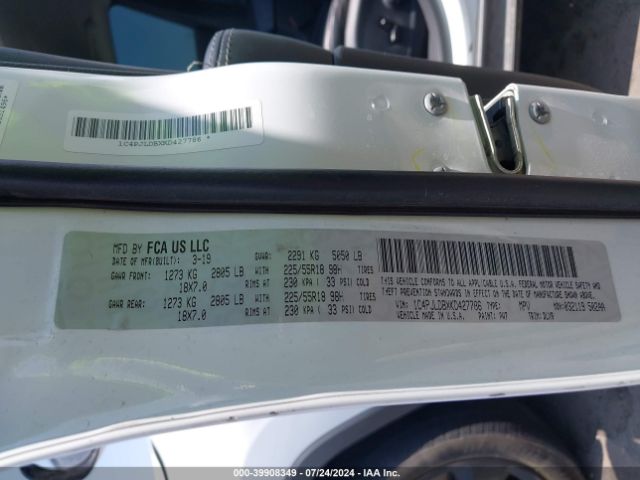 1C4PJLDBXKD427786 *
MFD BY FCA US LLC
DATE OF MFR(BUILT): 3-19
GVWR: 2291 KG 5050 LB
GAWR FRONT: 1273 KG 2805 LB WITH 225/55R18 98H TIRES
18X7.0 RIMS AT 230 KPA ( 33 PSI) COLD
GAWR REAR: 1273 KG 2805 LB WITH 225/55R18 98H TIRES
18X7.0 RIMS AT 230 KPA ( 33 PSI) COLD
THIS VEHICLE CONFORMS TO ALL APPLICABLE U.S.A. FEDERAL MOTOR VEHICLE SAFETY
AND THEFT PREVENTION STANDARDS IN EFFECT ON THE DATE OF MANUFACTURE SHOWN ABOVE.
VIN: 1C4PJLDBXKD427786 TYPE: MPV MDH:032119
VEHICLE MADE IN U.S.A. PAINT: PW7 TRIM:
000-39908349 / 07/24/2024 - IAA Inc.